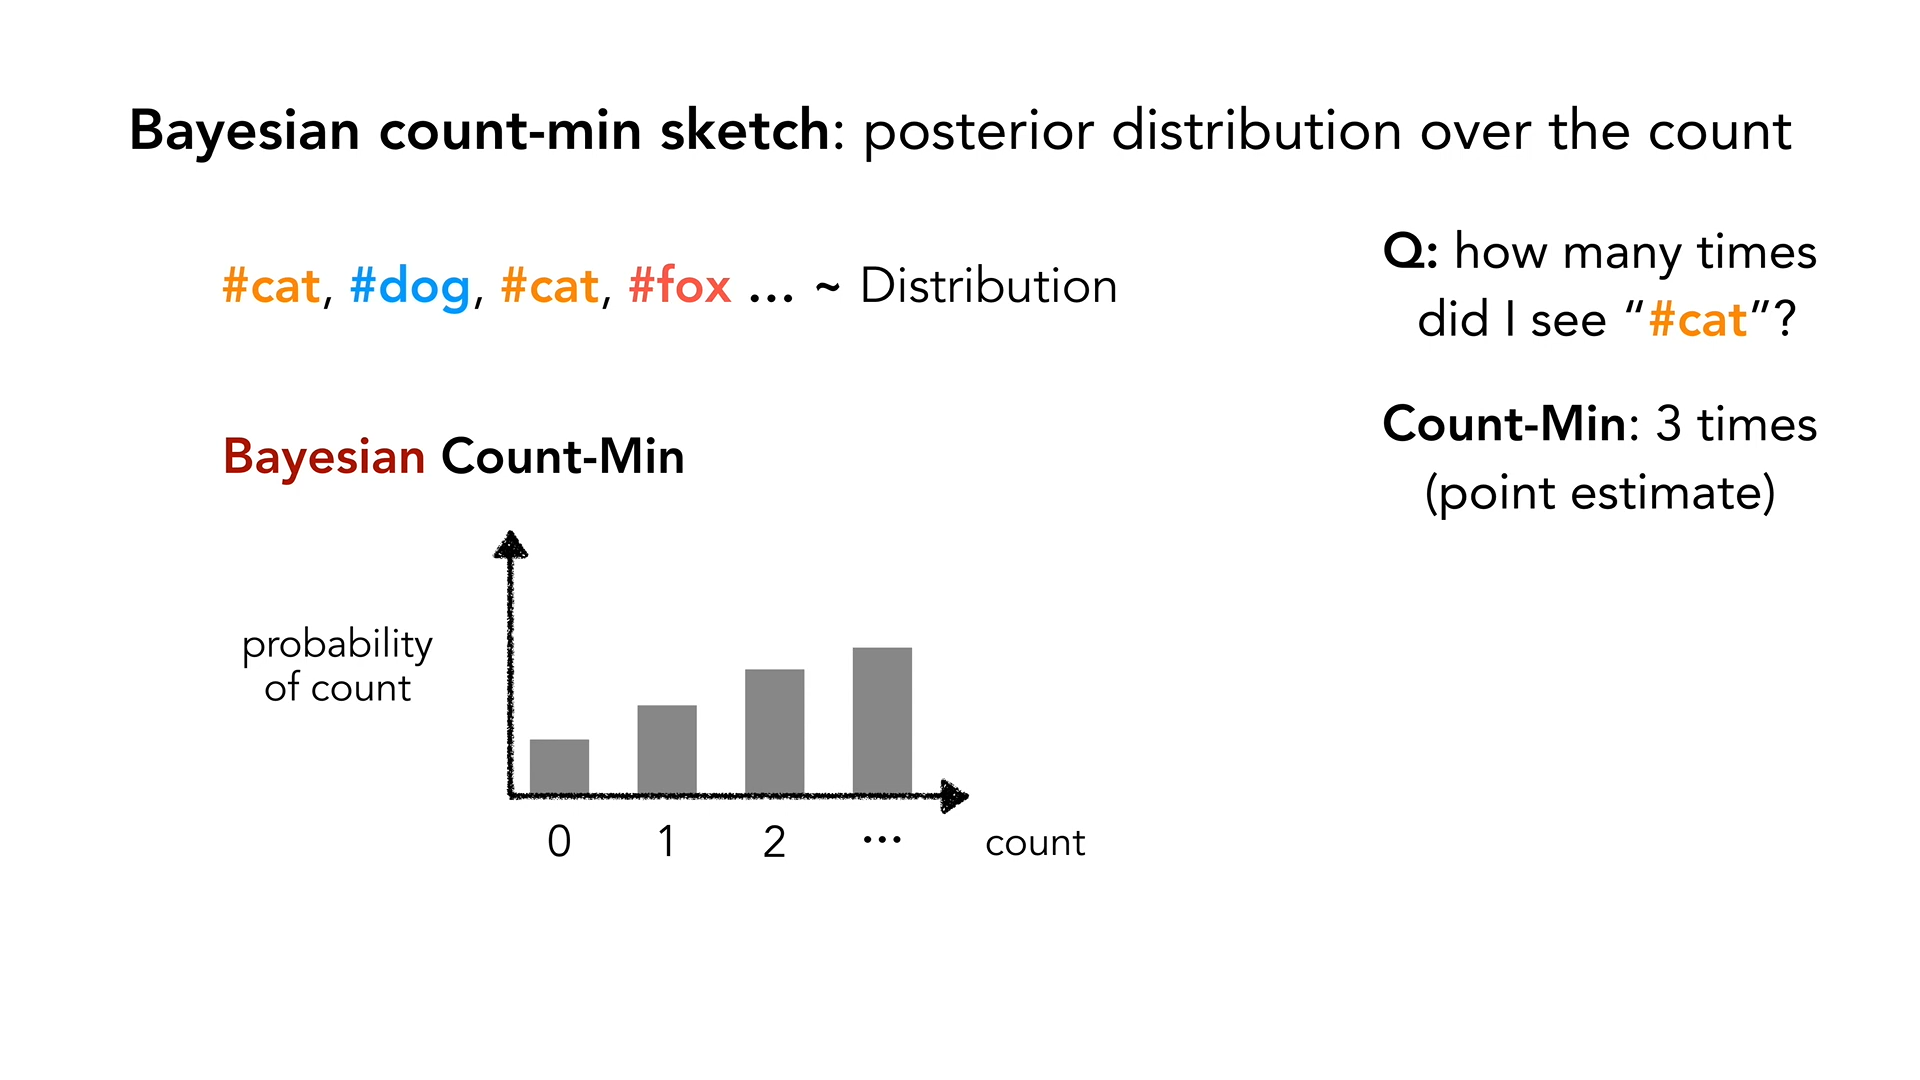 Bayesian count-min sketch: posterior distribution over the count
#cat, #dog, #cat, #fox ... ~ Distribution
Q: how many times
did I see “#cat”?
Count-Min: 3 times
(point estimate)
Bayesian Count-Min
probability
of count
0 1 2 ... count